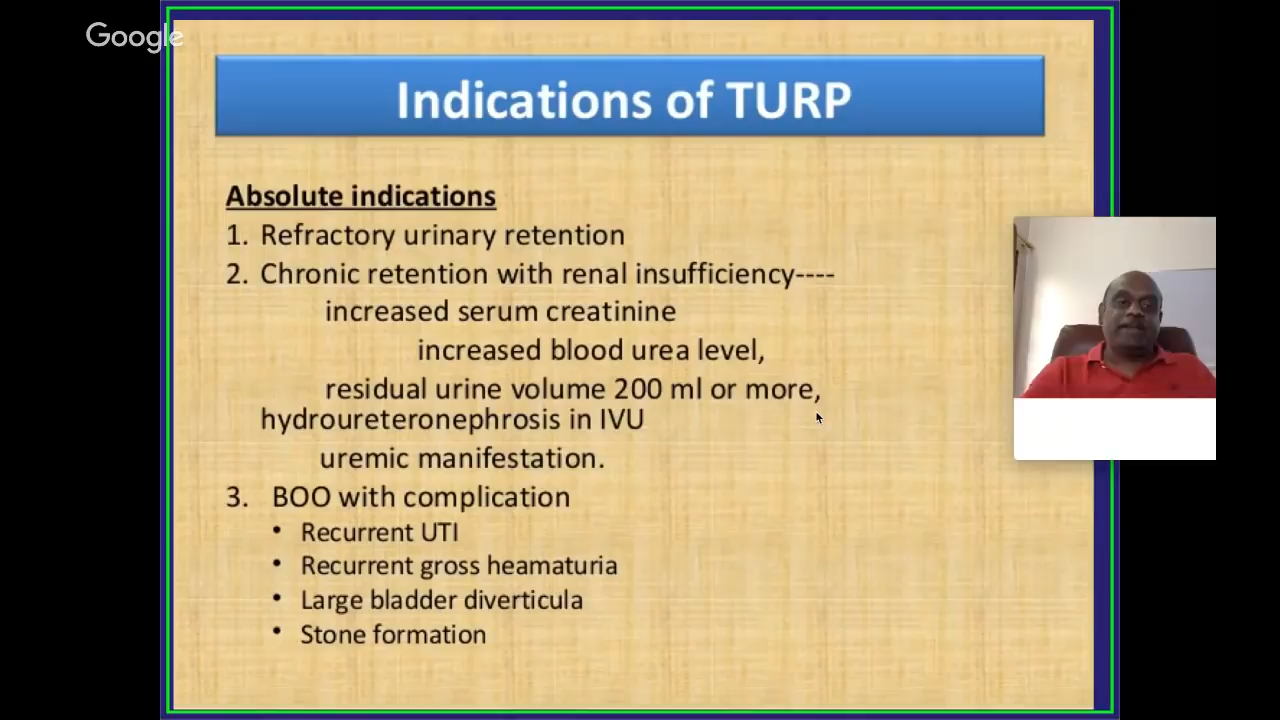 Google
Indications of TURP
Absolute indications
1. Refractory urinary retention
2. Chronic retention with renal insufficiency----
increased serum creatinine
increased blood urea level,
residual urine volume 200 ml or more,
hydroureteronephrosis in IVU
uremic manifestation.
3. BOO with complication
• Recurrent UTI
• Recurrent gross heamaturia
• Large bladder diverticula
• Stone formation